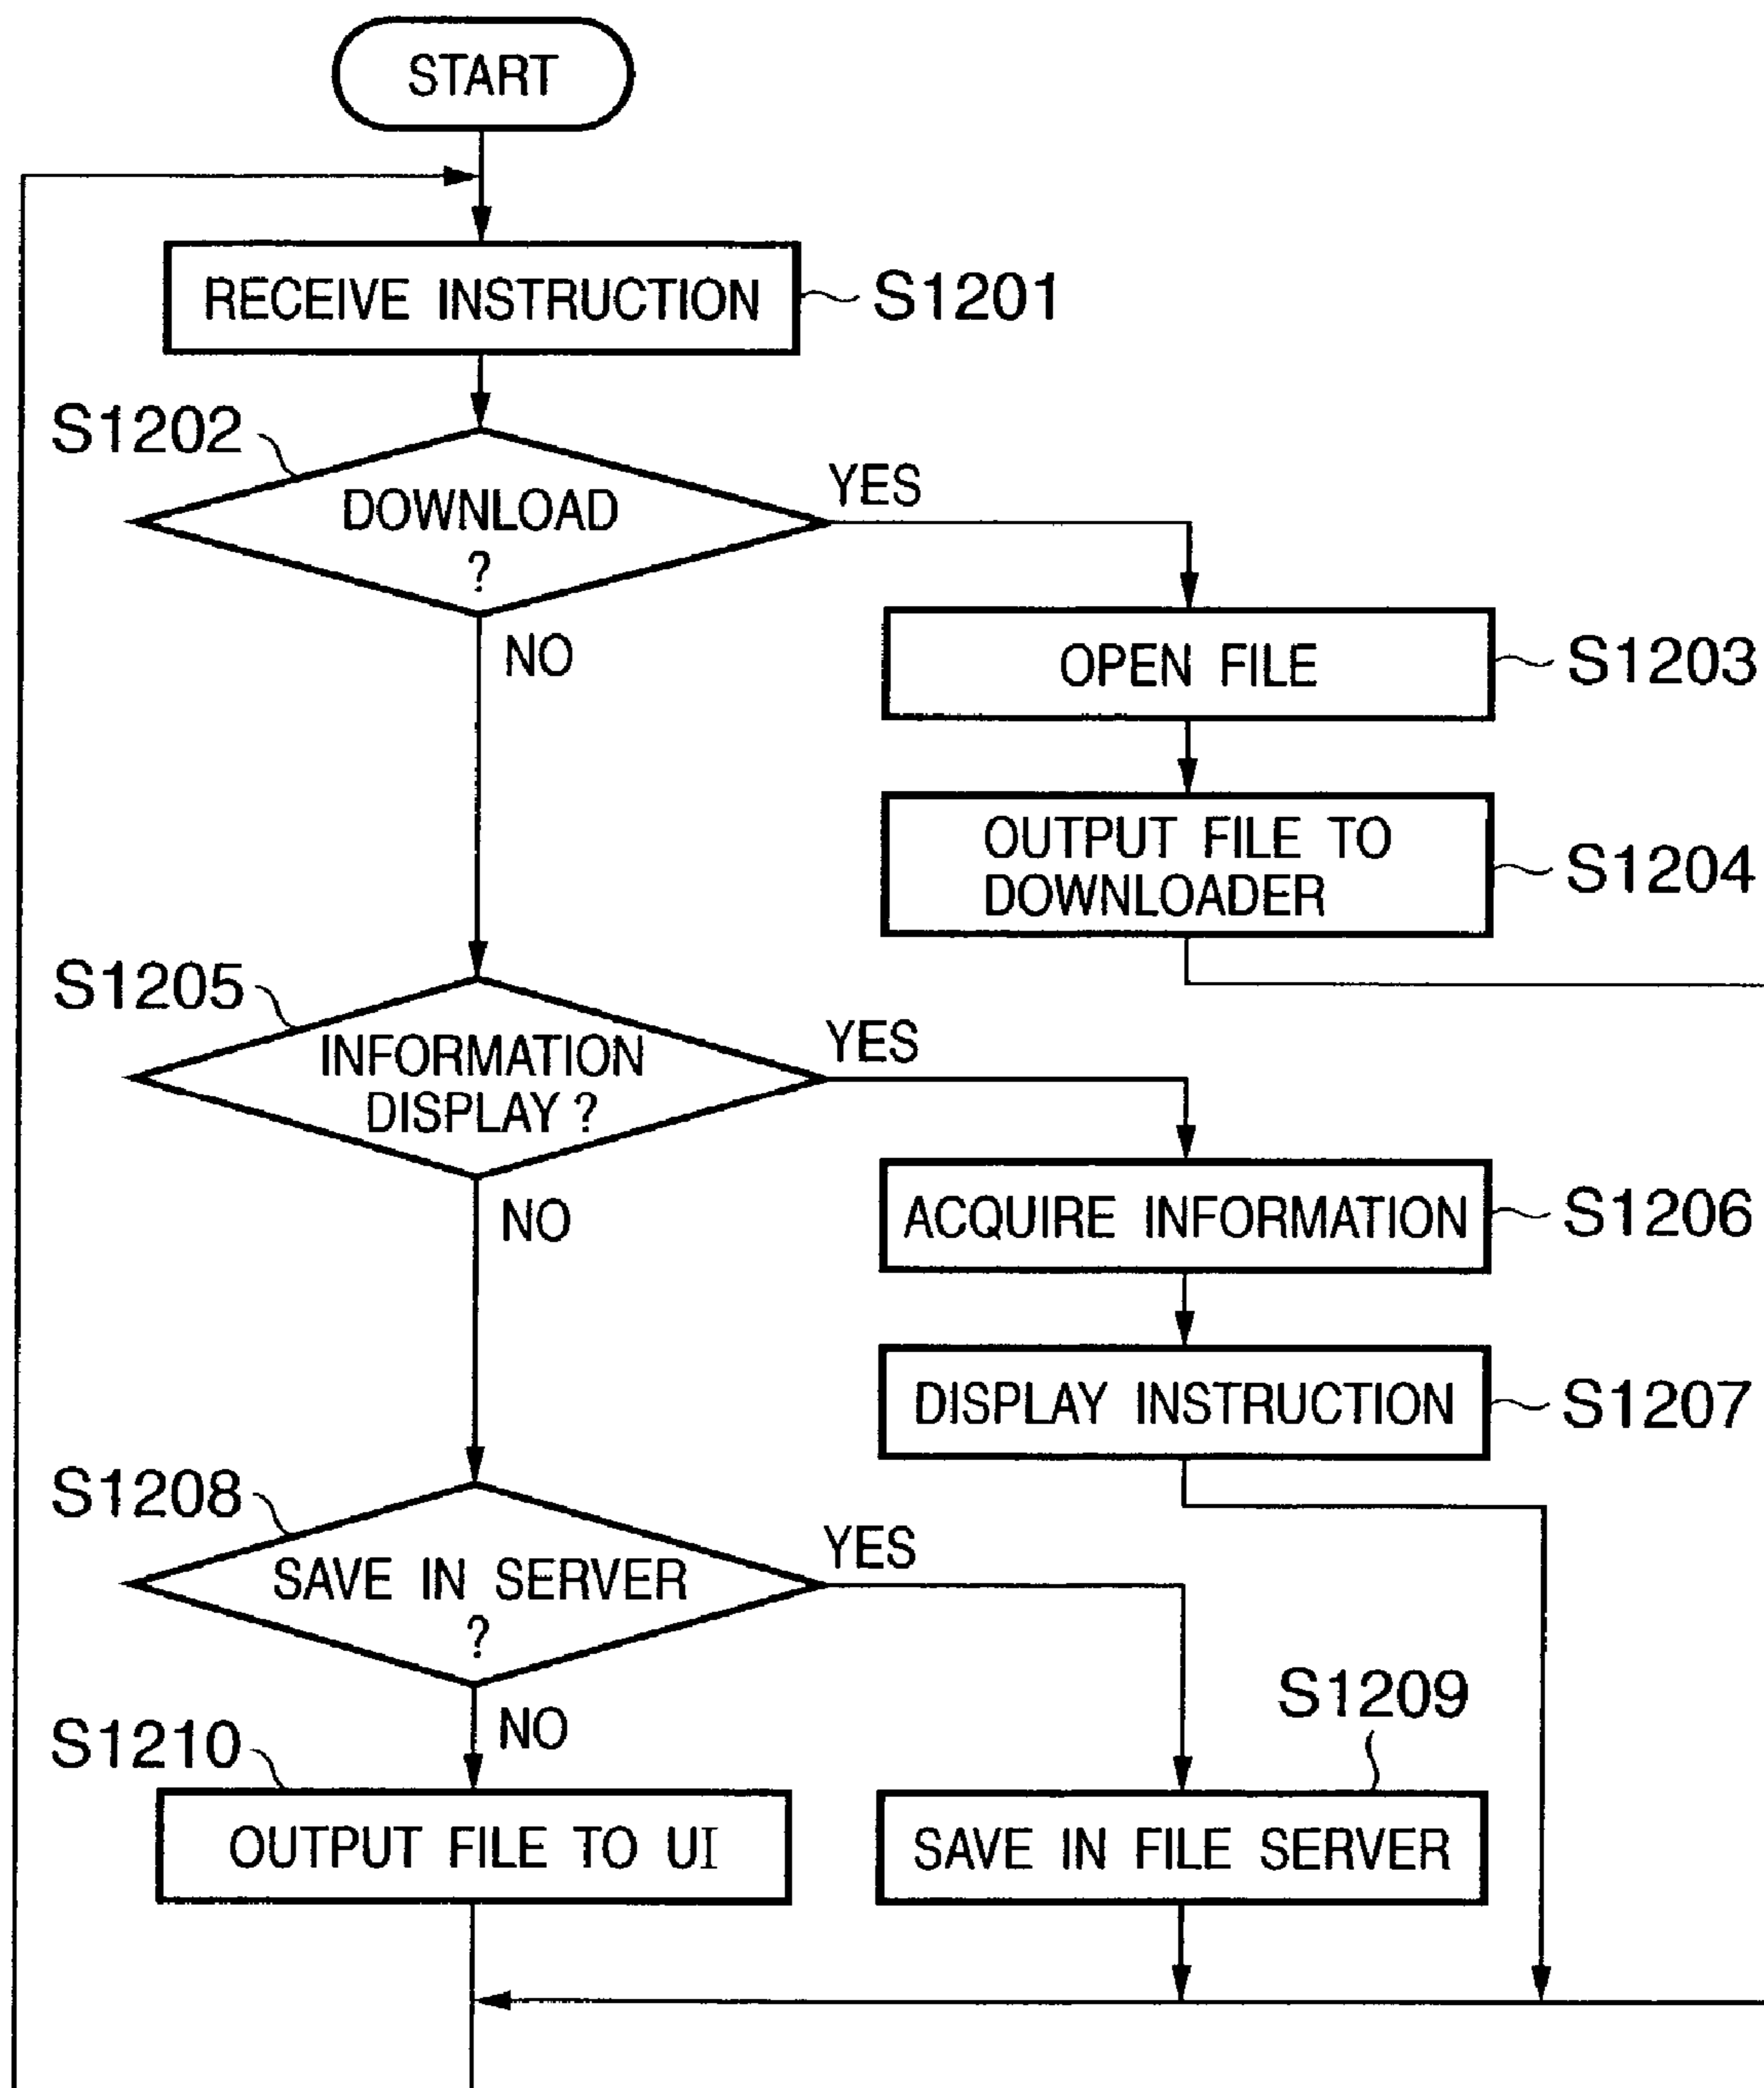 START
RECEIVE INSTRUCTION
S1201
S1202
DOWNLOAD
?
YES
NO
OPEN FILE
S1203
OUTPUT FILE TO
DOWNLOADER
S1204
S1205
INFORMATION
DISPLAY ?
YES
NO
ACQUIRE INFORMATION
S1206
DISPLAY INSTRUCTION
S1207
S1208
SAVE IN SERVER
?
YES
NO
S1209
SAVE IN FILE SERVER
S1210
OUTPUT FILE TO UI